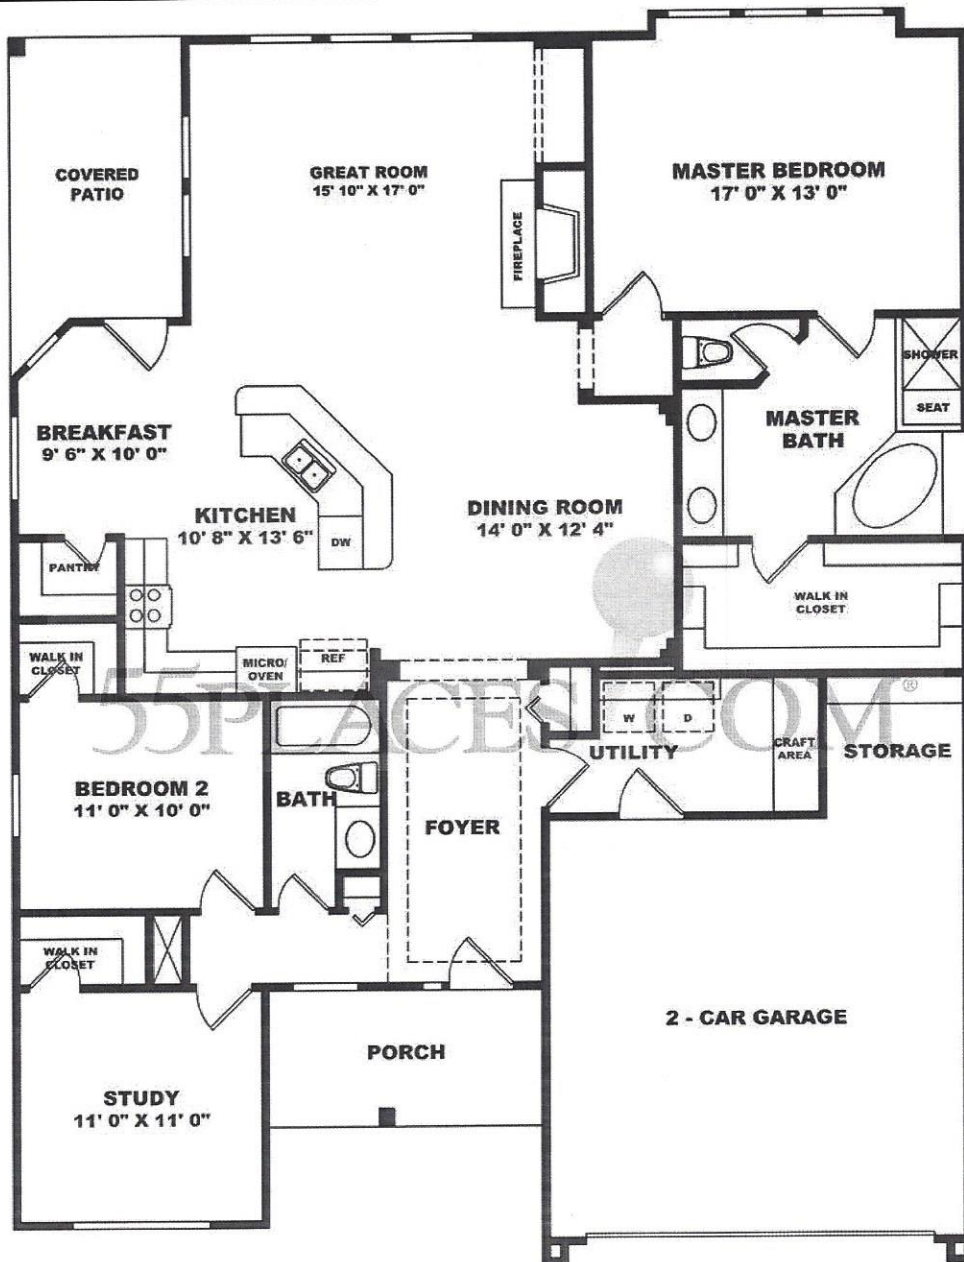 COVERED
PATIO
GREAT ROOM
15' 10" X 17' 0"
FIREPLACE
MASTER BEDROOM
17' 0" X 13' 0"
SHOWER
SEAT
MASTER
BATH
BREAKFAST
9' 6" X 10' 0"
KITCHEN
10' 8" X 13' 6"
DW
DINING ROOM
14' 0" X 12' 4"
PANTRY
WALK IN
CLOSET
WALK IN
CLOSET
MICRO/
OVEN
REF
55PLACES.COM®
W
D
UTILITY
CRAFT
AREA
STORAGE
BEDROOM 2
11' 0" X 10' 0"
BATH
FOYER
WALK IN
CLOSET
2 - CAR GARAGE
PORCH
STUDY
11' 0" X 11' 0"